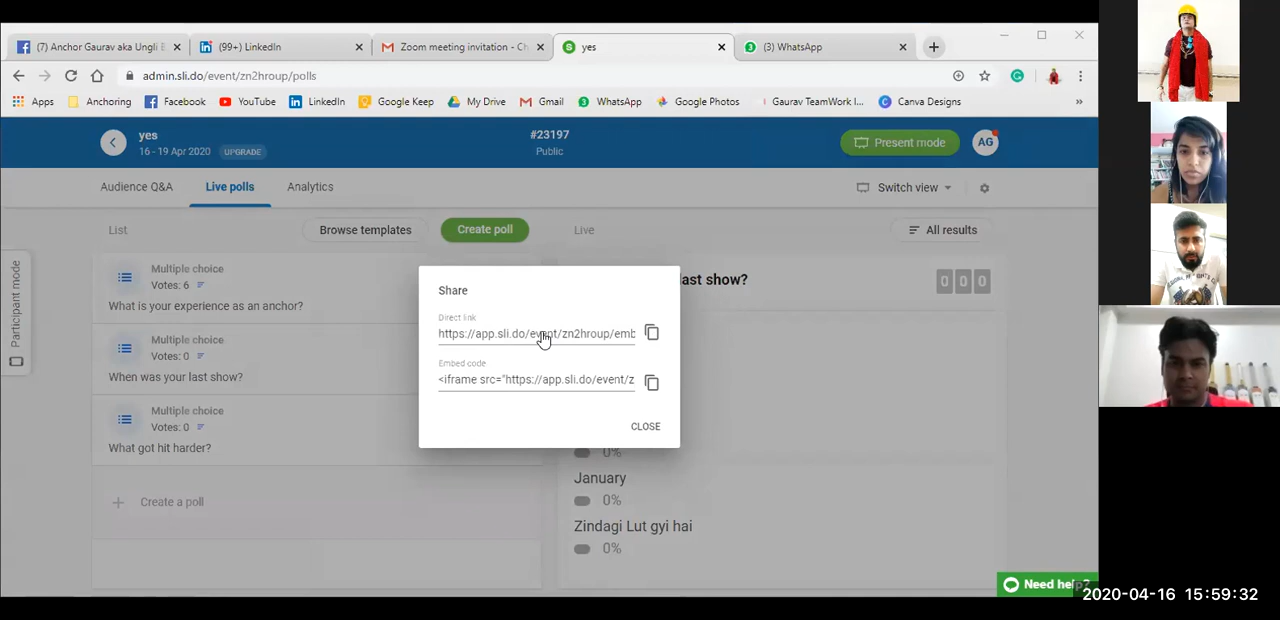 (7) Anchor Gaurav aka Ungli
(99+) LinkedIn
Zoom meeting invitation - Ch
yes
(3) WhatsApp
admin.sli.do/event/zn2hroup/polls
Apps
Anchoring
Facebook
YouTube
LinkedIn
Google Keep
My Drive
Gmail
WhatsApp
Google Photos
Gaurav TeamWork I...
Canva Designs
yes
16 - 19 Apr 2020
UPGRADE
#23197
Public
Present mode
AG
Audience Q&A
Live polls
Analytics
Switch view
Participant mode
List
Browse templates
Create poll
Live
All results
Multiple choice
Votes: 6
What is your experience as an anchor?
Multiple choice
Votes: 0
When was your last show?
Multiple choice
Votes: 0
What got hit harder?
Create a poll
last show?
0 0 0
Share
Direct link
https://app.sli.do/event/zn2hroup/emb
Embed code
<iframe src="https://app.sli.do/event/z
CLOSE
0%
January
0%
Zindagi Lut gyi hai
0%
Need help?
2020-04-16 15:59:32